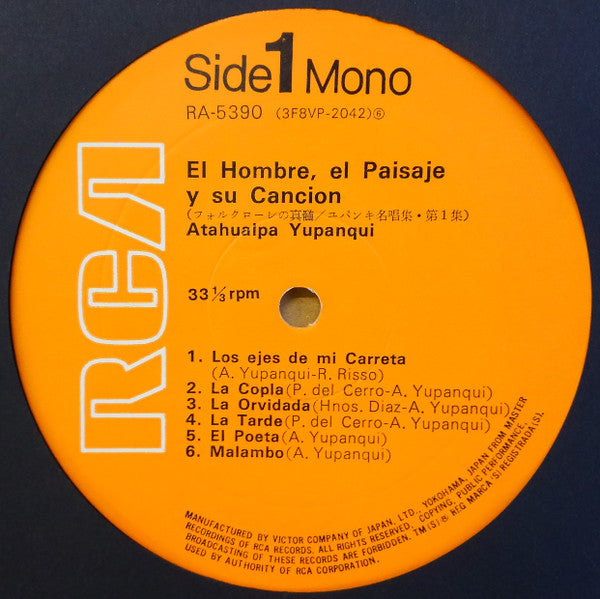 Side 1 Mono
RA-5390 (3F8VP-2042)⑥
El Hombre, el Paisaje
y su Cancion
(フォルクローレの真髄／ユパンキ名唱集・第1集)
Atahuaipa Yupanqui
RCA
33 1/3 rpm
1. Los ejes de mi Carreta
(A. Yupanqui-R. Risso)
2. La Copla (P. del Cerro-A. Yupanqui)
3. La Orvidada (Hnos. Diaz-A. Yupanqui)
4. La Tarde (P. del Cerro-A. Yupanqui)
5. El Poeta (A. Yupanqui)
6. Malambo (A. Yupanqui)
MANUFACTURED BY VICTOR COMPANY OF JAPAN, LTD., YOKOHAMA, JAPAN FROM MASTER
RECORDINGS OF RCA RECORDS. ALL RIGHTS RESERVED. COPYING, PUBLIC PERFORMANCE,
BROADCASTING OF THESE RECORDS ARE FORBIDDEN. TM(S)® REG MARCA(S) REGISTRADA(S).
USED BY AUTHORITY OF RCA CORPORATION.